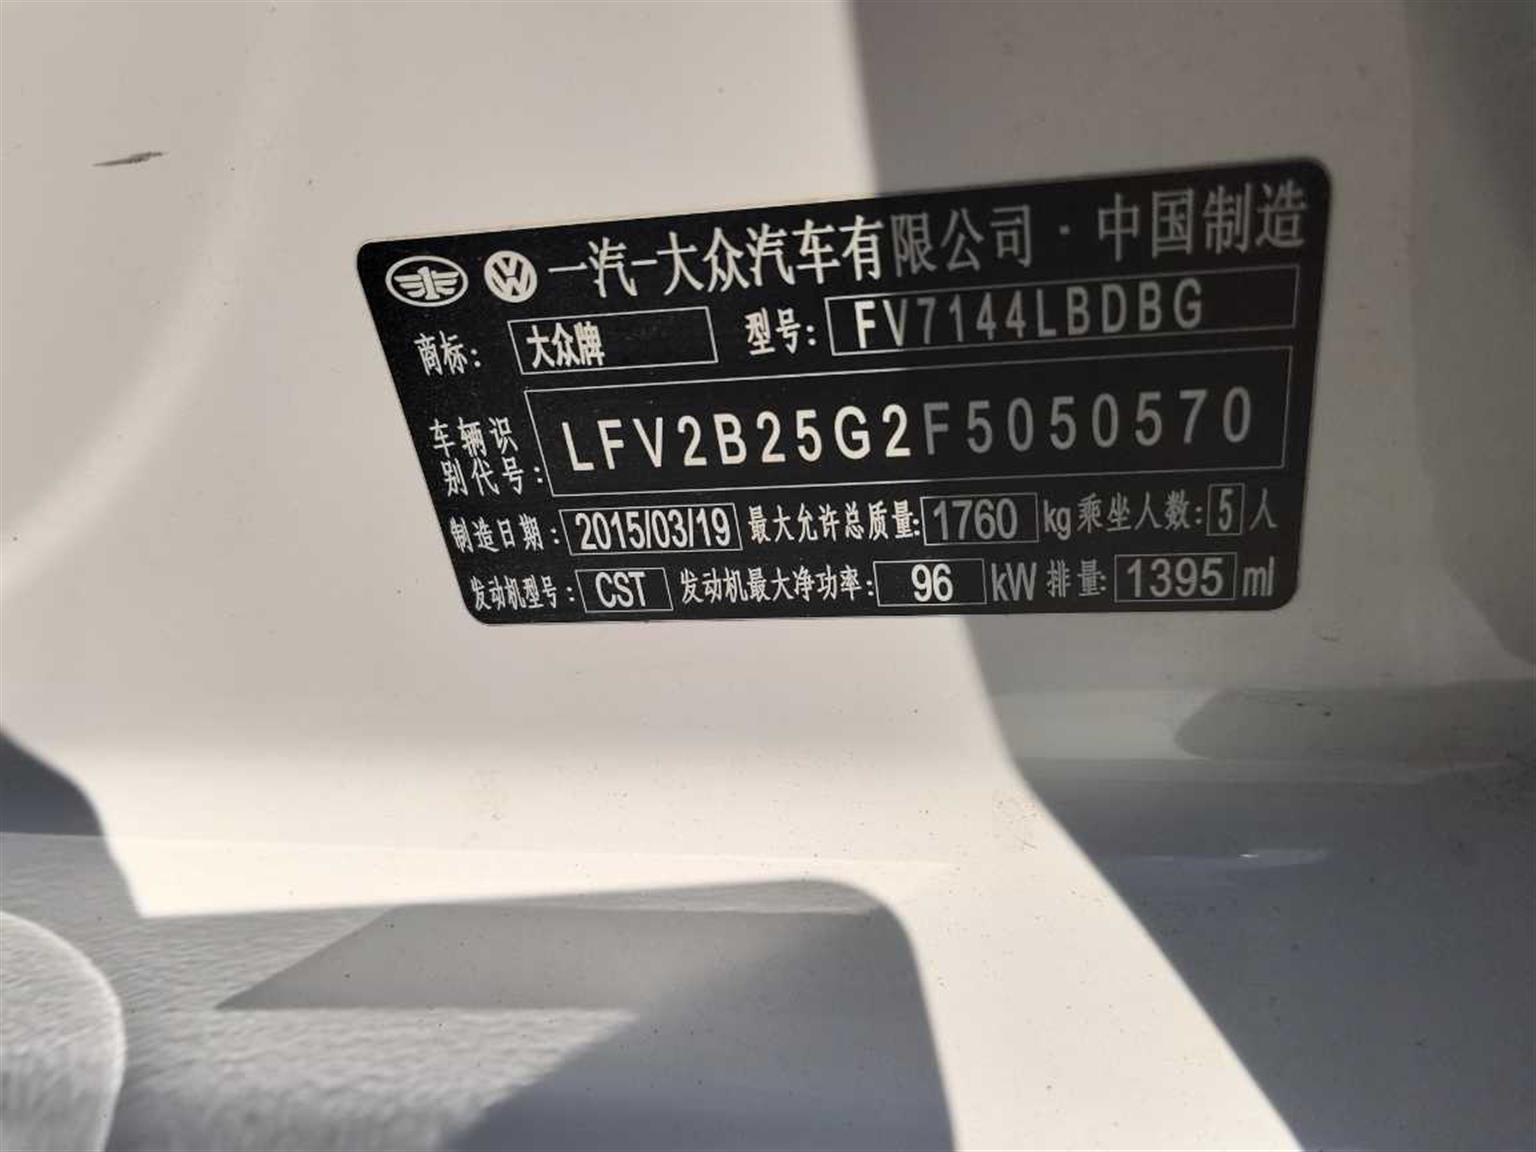 一汽-大众汽车有限公司·中国制造
商标: 大众牌 型号: FV7144LBDBG
车辆识别代号: LFV2B25G2F5050570
制造日期: 2015/03/19 最大允许总质量: 1760 kg 乘坐人数: 5 人
发动机型号: CST 发动机最大净功率: 96 kW 排量: 1395 ml